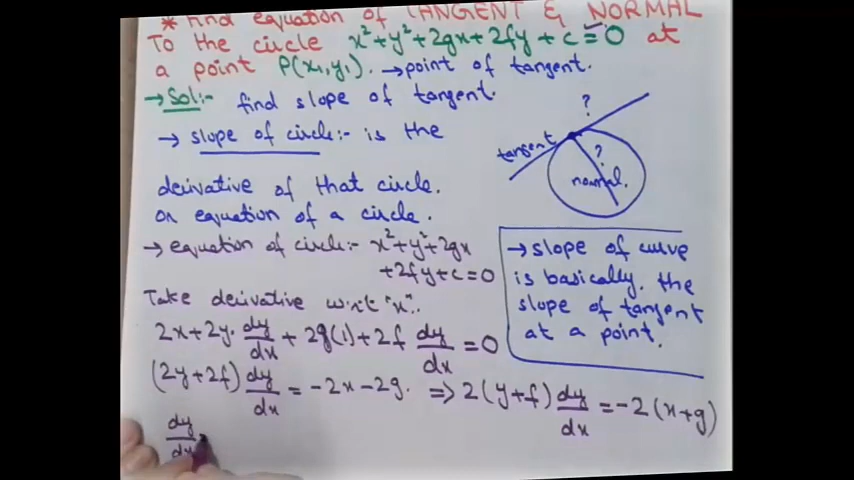 * Find equation of TANGENT & NORMAL
To the circle x²+y²+2gx+2fy+c=0 at
a point P(x₁,y₁). →point of tangent.
→Sol:- find slope of tangent.
→ slope of circle:- is the
derivative of that circle.
or equation of a circle.
→ equation of circle:- x²+y²+2gx
+2fy+c=0
Take derivative w.r.t "x".
2x+2y.dy/dx + 2g(1)+2f dy/dx =0
(2y+2f) dy/dx = -2x-2g. ⇒ 2(y+f) dy/dx = -2(x+g)
dy/dx
?
tangent
?
normal.
→slope of curve
is basically. the
slope of tangent
at a point.